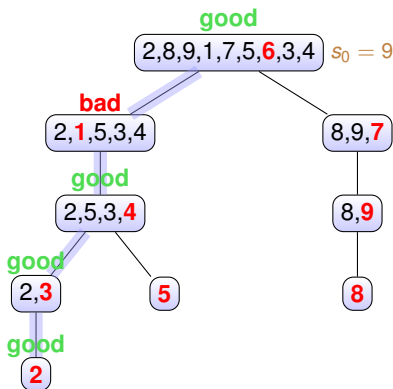 good
2,8,9,1,7,5,6,3,4 s₀ = 9
bad
2,1,5,3,4 8,9,7
good
2,5,3,4 8,9
good
2,3 5 8
good
2